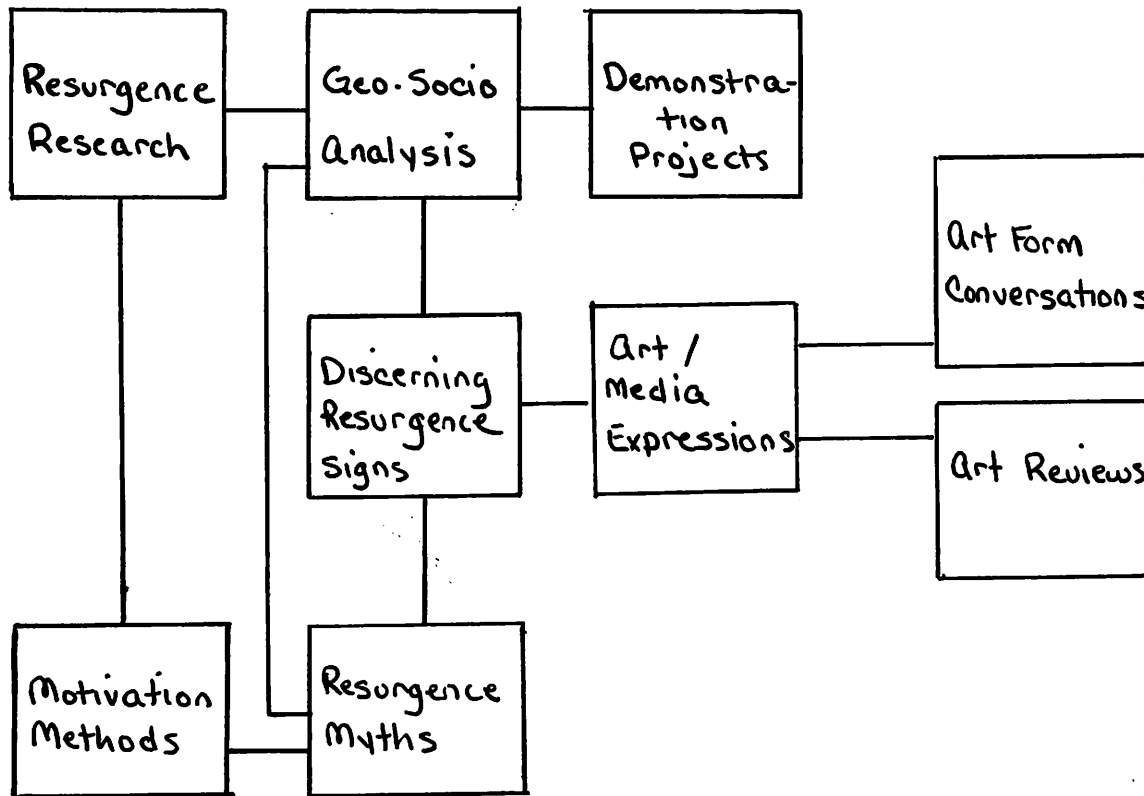 Resurgence
Research
Geo-Socio
Analysis
Demonstra-
tion
Projects
Art Form
Conversations
Discerning
Resurgence
Signs
Art /
Media
Expressions
Art Reviews
Motivation
Methods
Resurgence
Myths